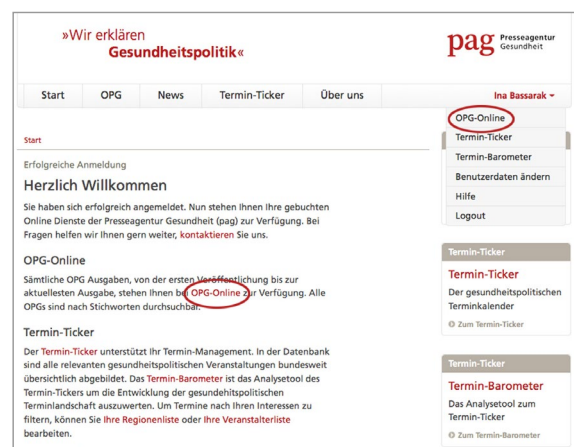 »Wir erklären
Gesundheitspolitik«
pag Presseagentur
Gesundheit
Start OPG News Termin-Ticker Über uns Ina Bassarak
Start
Erfolgreiche Anmeldung
Herzlich Willkommen
Sie haben sich erfolgreich angemeldet. Nun stehen Ihnen Ihre gebuchten
Online Dienste der Presseagentur Gesundheit (pag) zur Verfügung. Bei
Fragen helfen wir Ihnen gern weiter, kontaktieren Sie uns.
OPG-Online
Sämtliche OPG Ausgaben, von der ersten Veröffentlichung bis zur
aktuellesten Ausgabe, stehen Ihnen bei OPG-Online zur Verfügung. Alle
OPGs sind nach Stichworten durchsuchbar.
Termin-Ticker
Der Termin-Ticker unterstützt Ihr Termin-Management. In der Datenbank
sind alle relevanten gesundheitspolitischen Veranstaltungen bundesweit
übersichtlich abgebildet. Das Termin-Barometer ist das Analysetool des
Termin-Tickers um die Entwicklung der gesundehitspolitischen
Terminlandschaft auszuwerten. Um Termine nach Ihren Interessen zu
filtern, können Sie Ihre Regionenliste oder Ihre Veranstalterliste
bearbeiten.
OPG-Online
Termin-Ticker
Termin-Barometer
Benutzerdaten ändern
Hilfe
Logout
Termin-Ticker
Termin-Ticker
Der gesundheitspolitischen
Terminkalender
Zum Termin-Ticker
Termin-Ticker
Termin-Barometer
Das Analysetool zum
Termin-Ticker
Zum Termin-Barometer